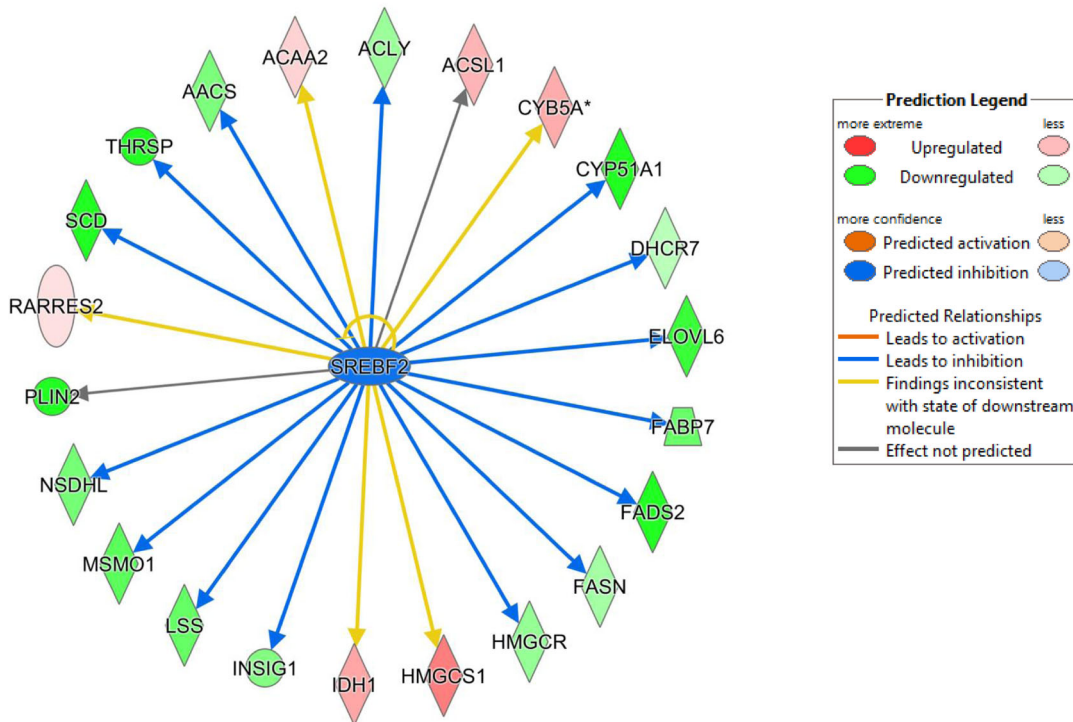 ACAA2
ACLY
ACSL1
CYB5A*
AACS
THRSP
CYP51A1
SCD
DHCR7
RARRES2
ELOVL6
SREBF2
PLIN2
FABP7
NSDHL
FADS2
MSMO1
FASN
LSS
HMGCR
INSIG1
IDH1
HMGCS1
Prediction Legend
more extreme less
Upregulated
Downregulated
more confidence less
Predicted activation
Predicted inhibition
Predicted Relationships
Leads to activation
Leads to inhibition
Findings inconsistent
with state of downstream
molecule
Effect not predicted